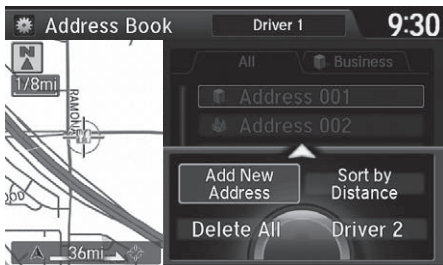 Address Book
Driver 1
9:30
N
1/8mi
RAMONE
36mi
All
Business
Address 001
Address 002
Add New
Address
Sort by
Distance
Delete All
Driver 2